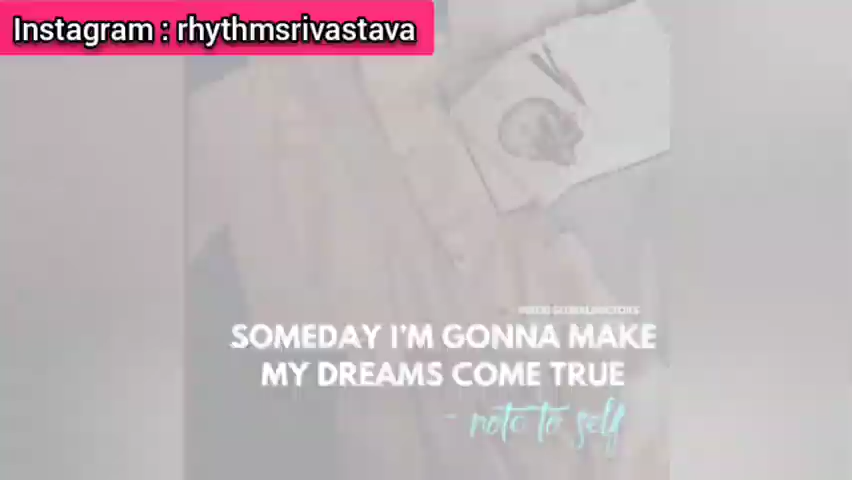 Instagram : rhythmsrivastava
SOMEDAY I'M GONNA MAKE
MY DREAMS COME TRUE
- note to self